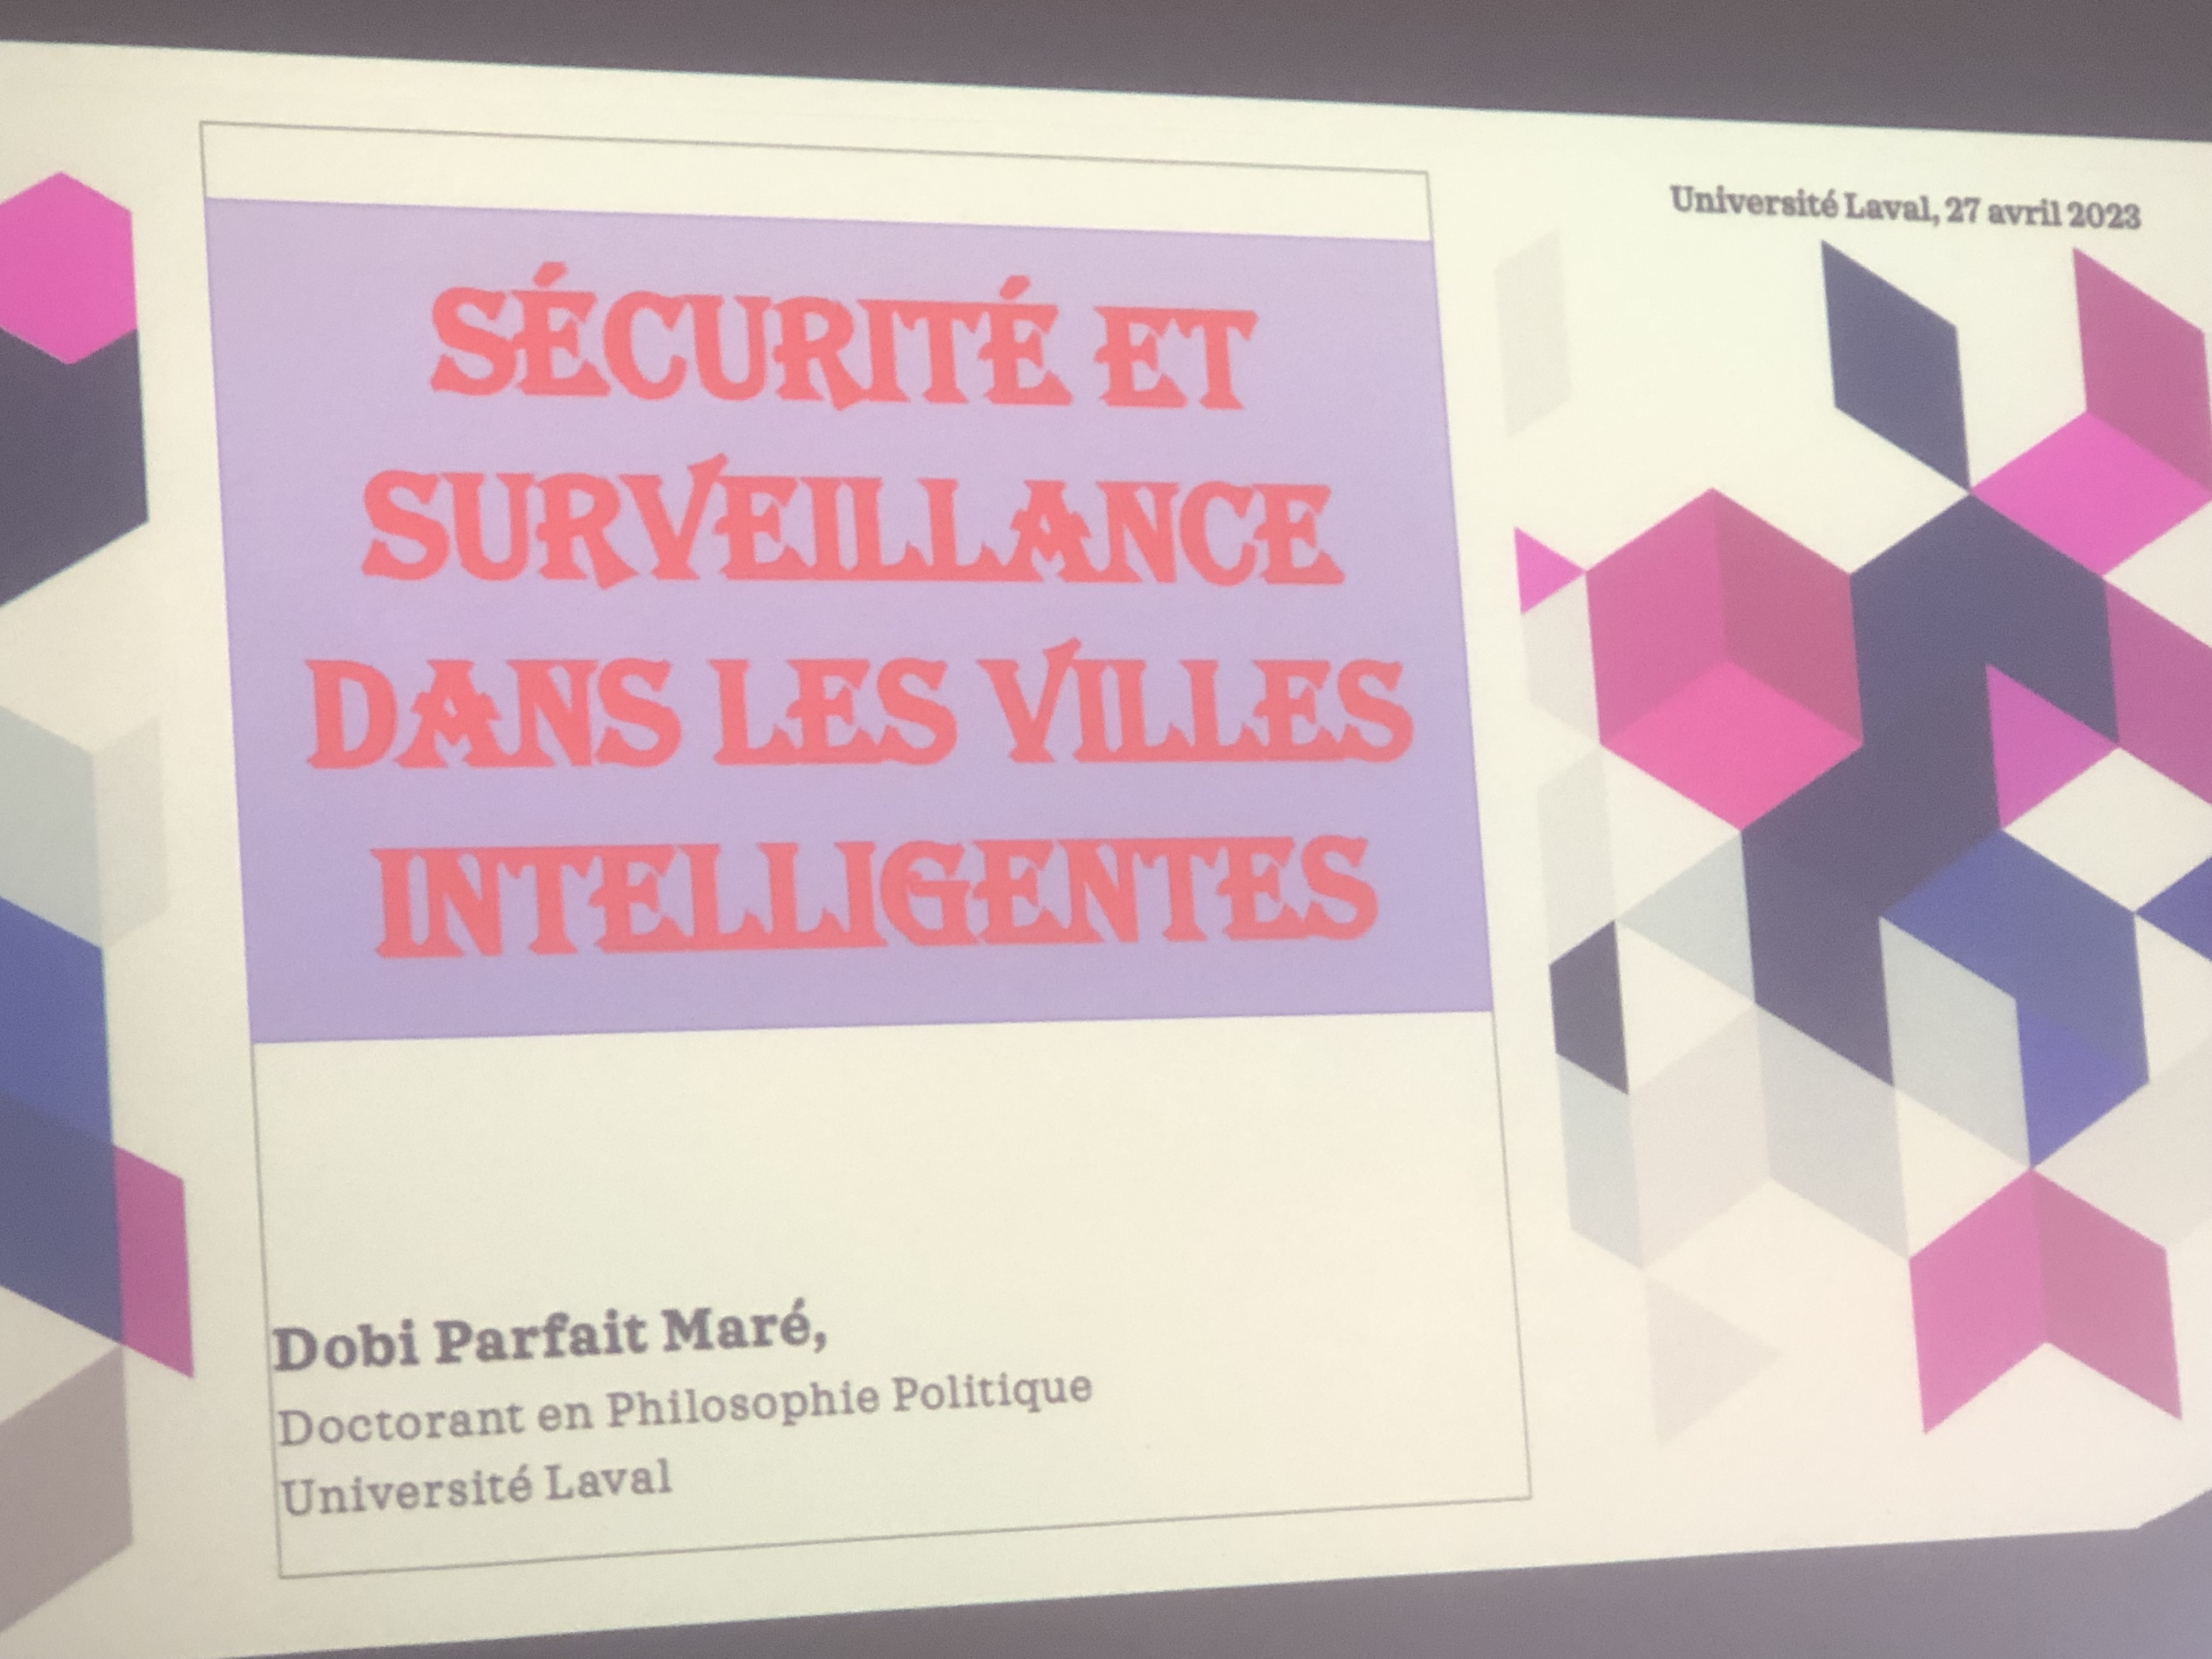 Université Laval, 27 avril 2023
SÉCURITÉ ET
SURVEILLANCE
DANS LES VILLES
INTELLIGENTES
Dobi Parfait Maré,
Doctorant en Philosophie Politique
Université Laval